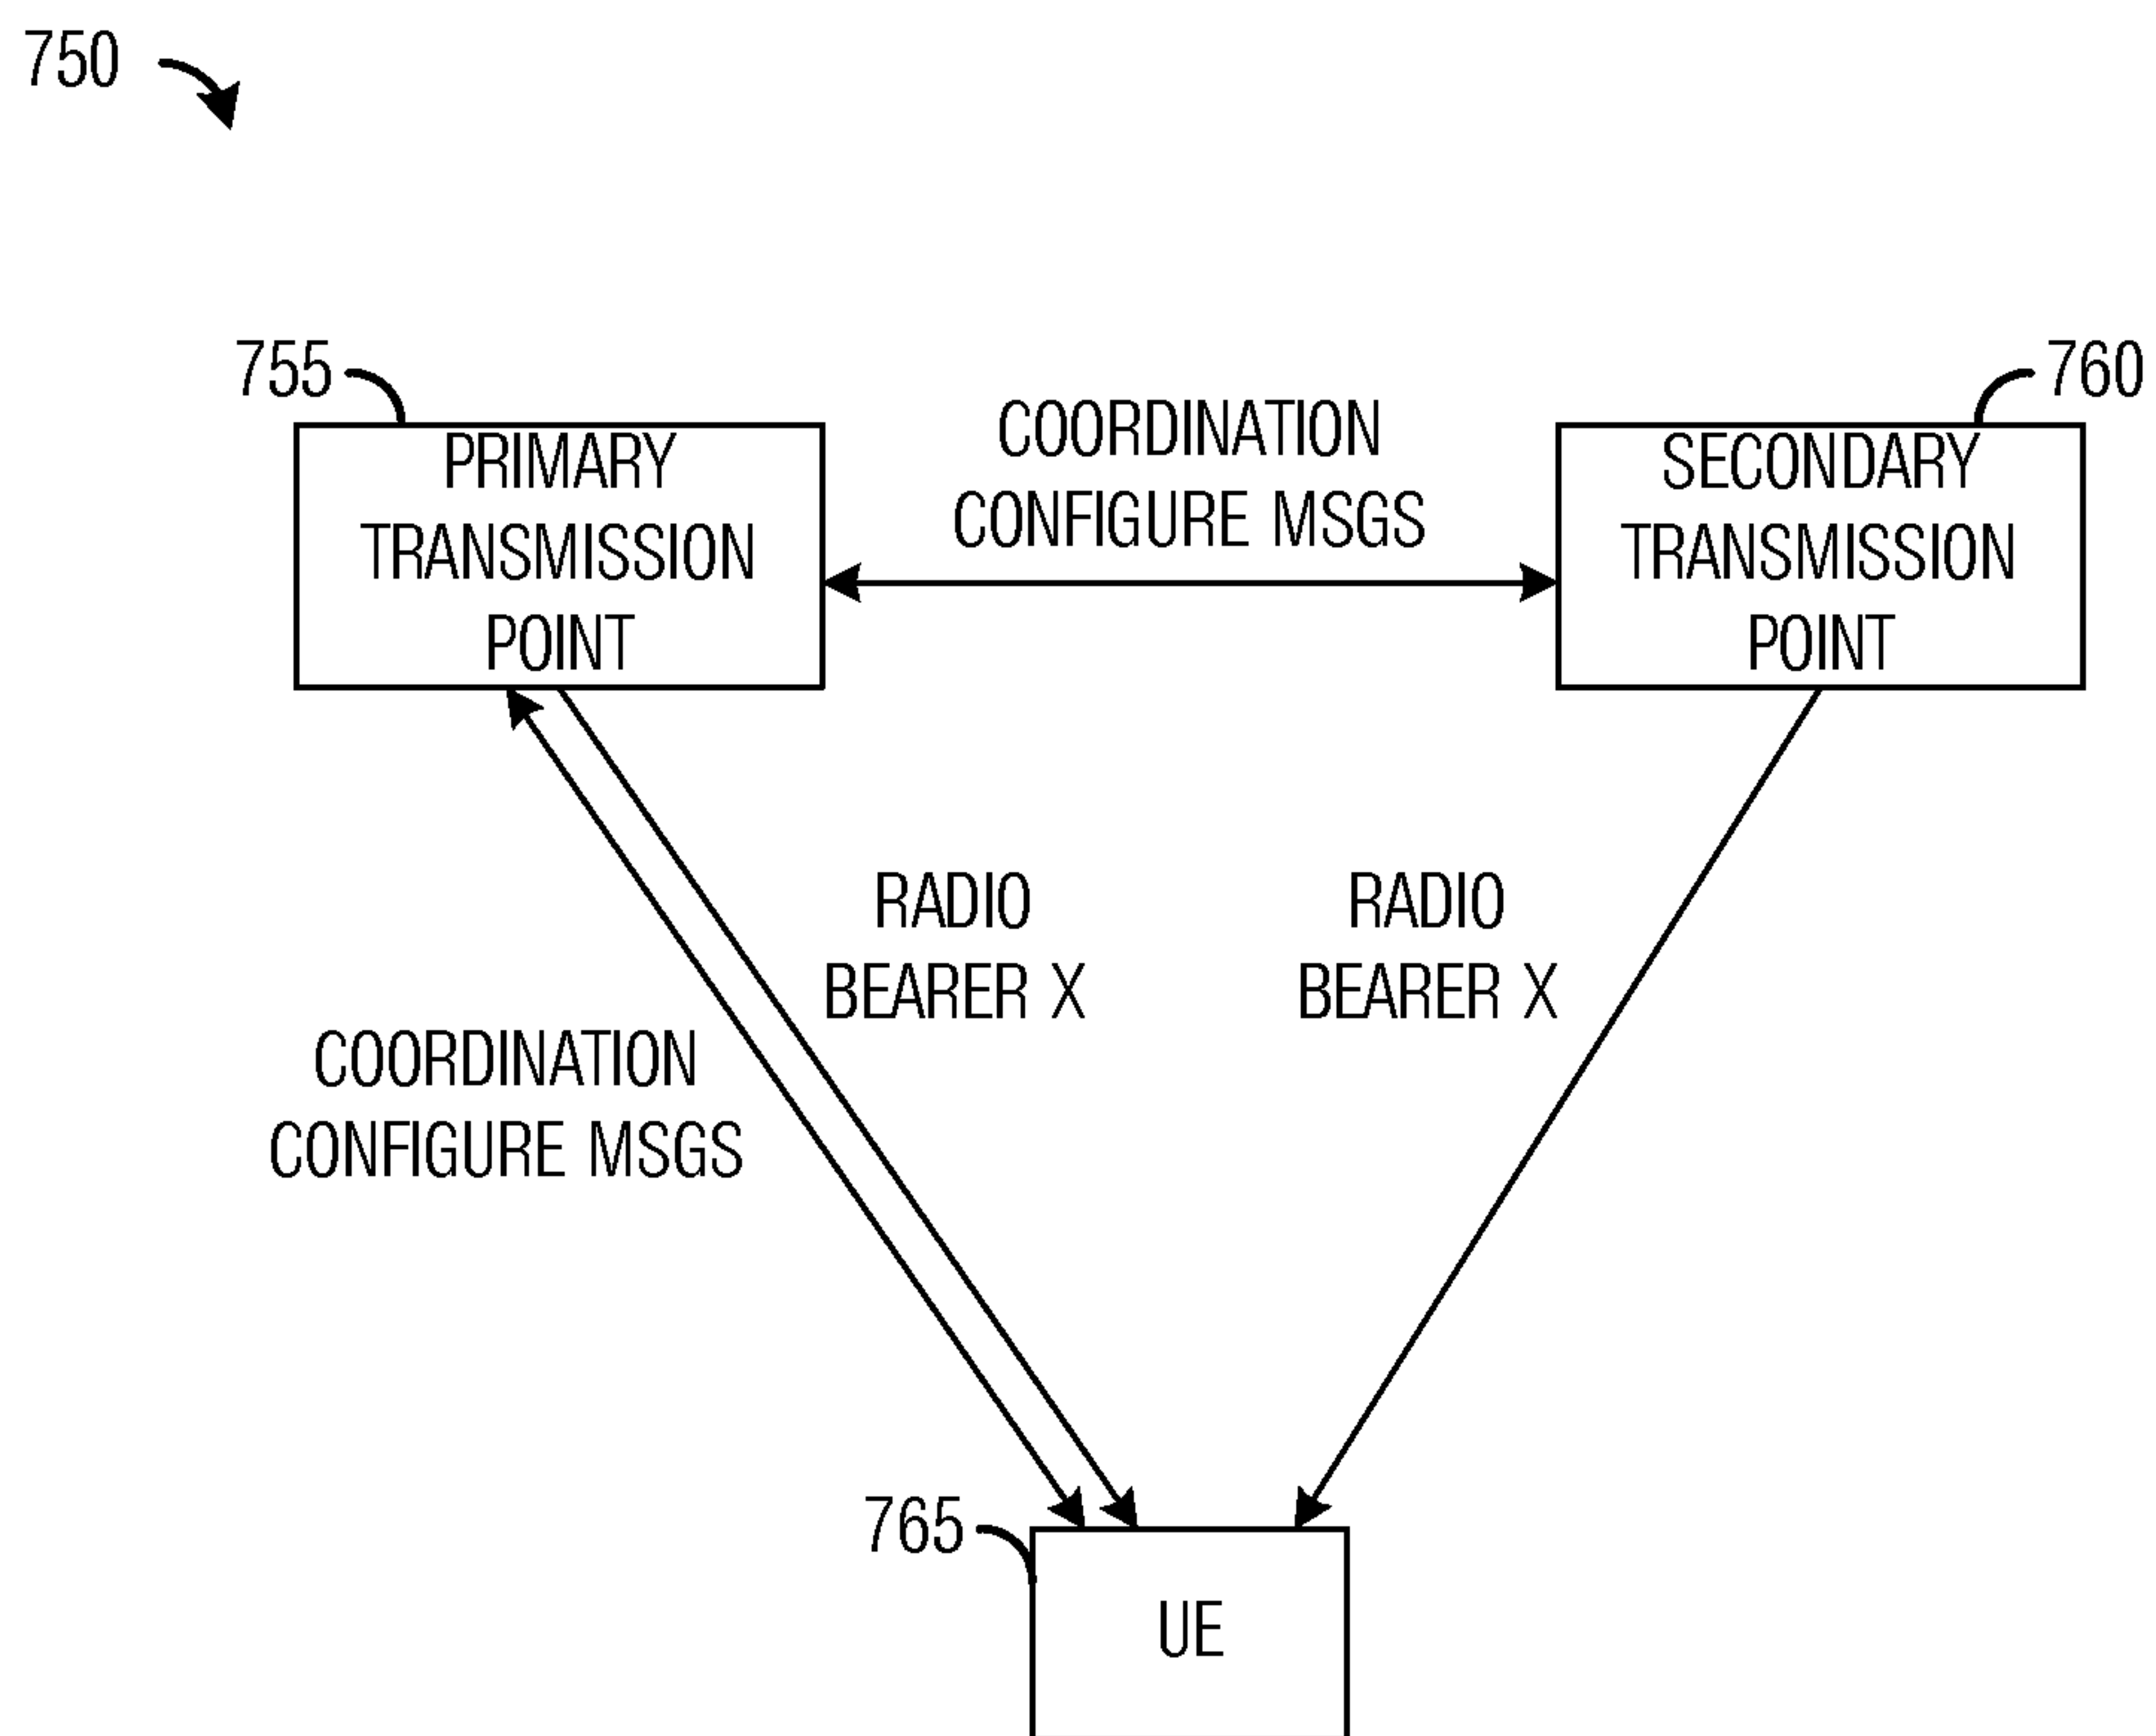 750
755
760
PRIMARY
TRANSMISSION
POINT
COORDINATION
CONFIGURE MSGS
SECONDARY
TRANSMISSION
POINT
RADIO
BEARER X
RADIO
BEARER X
COORDINATION
CONFIGURE MSGS
765
UE